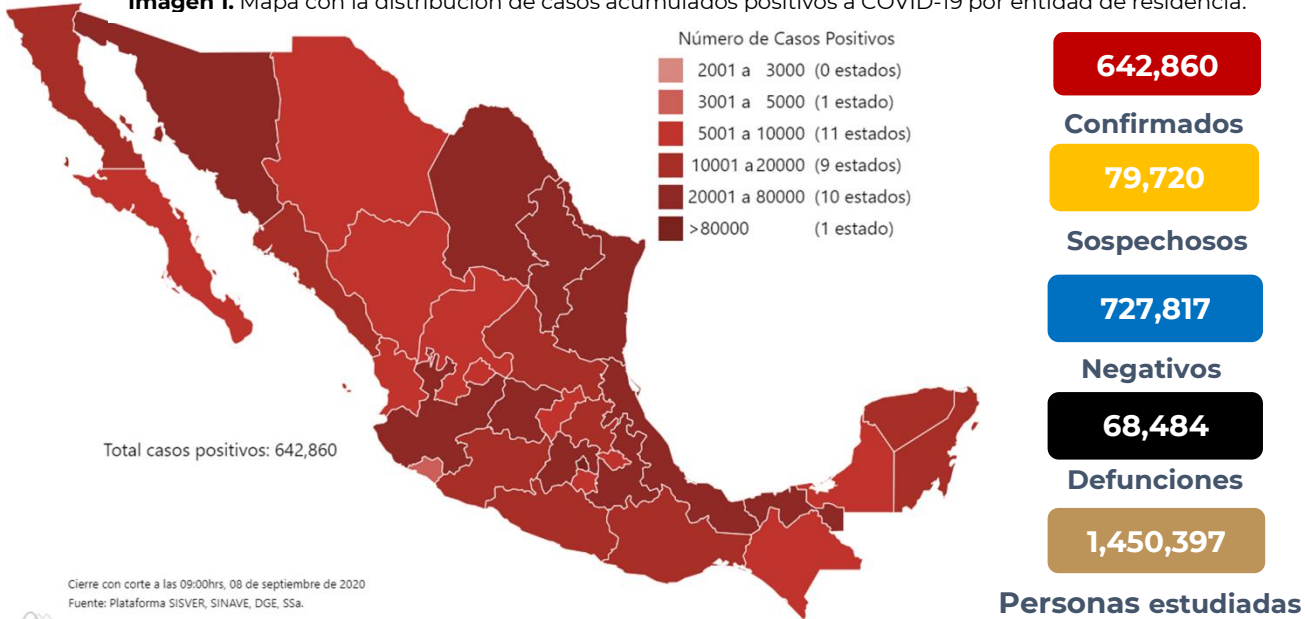 Imagen 1. Mapa con la distribución de casos acumulados positivos a COVID-19 por entidad de residencia.
Número de Casos Positivos
2001 a 3000 (0 estados)
3001 a 5000 (1 estado)
5001 a 10000 (11 estados)
10001 a 20000 (9 estados)
20001 a 80000 (10 estados)
>80000 (1 estado)
Total casos positivos: 642,860
Cierre con corte a las 09:00hrs, 08 de septiembre de 2020
Fuente: Plataforma SISVER, SINAVE, DGE, SSa.
642,860
Confirmados
79,720
Sospechosos
727,817
Negativos
68,484
Defunciones
1,450,397
Personas estudiadas